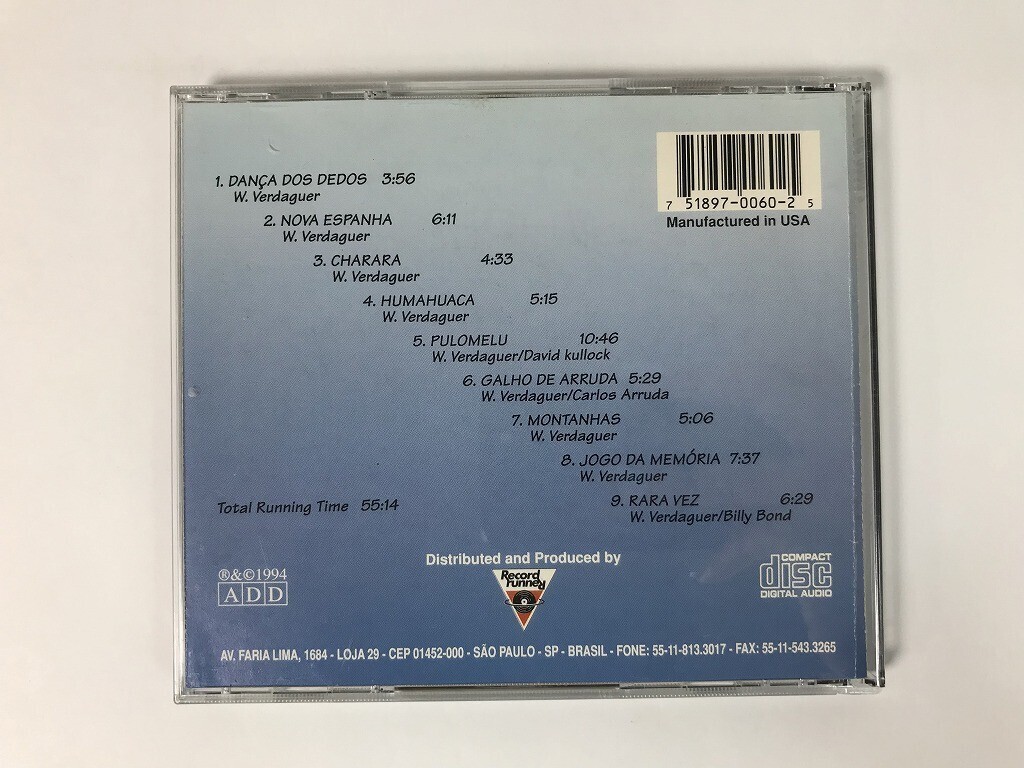 1. DANÇA DOS DEDOS 3:56
W. Verdaguer
2. NOVA ESPANHA 6:11
W. Verdaguer
3. CHARARA 4:33
W. Verdaguer
4. HUMAHUACA 5:15
W. Verdaguer
5. PULOMELU 10:46
W. Verdaguer/David kullock
6. GALHO DE ARRUDA 5:29
W. Verdaguer/Carlos Arruda
7. MONTANHAS 5:06
W. Verdaguer
8. JOGO DA MEMÓRIA 7:37
W. Verdaguer
9. RARA VEZ 6:29
W. Verdaguer/Billy Bond
Total Running Time 55:14
7 51897-0060-2 5
Manufactured in USA
Distributed and Produced by
Record
runner
®&©1994
ADD
COMPACT
disc
DIGITAL AUDIO
AV. FARIA LIMA, 1684 - LOJA 29 - CEP 01452-000 - SÃO PAULO - SP - BRASIL - FONE: 55-11-813.3017 - FAX: 55-11-543.3265